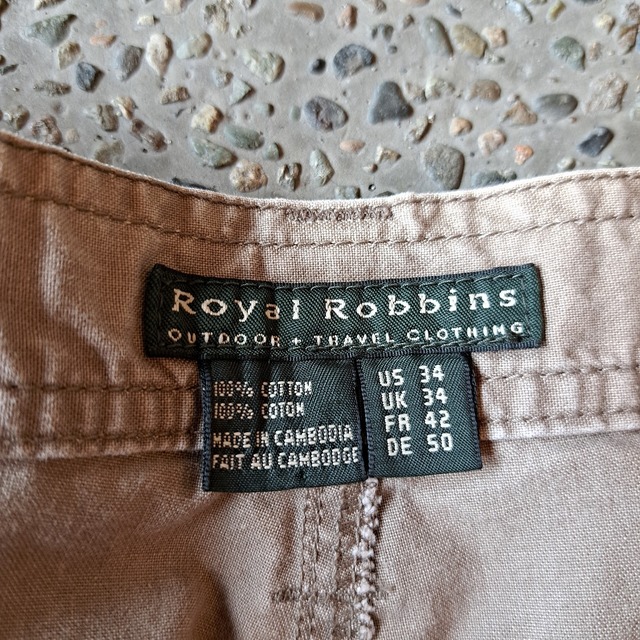 Royal Robbins
OUTDOOR + TRAVEL CLOTHING
100% COTTON
100% COTON
MADE IN CAMBODIA
FAIT AU CAMBODGE
US 34
UK 34
FR 42
DE 50